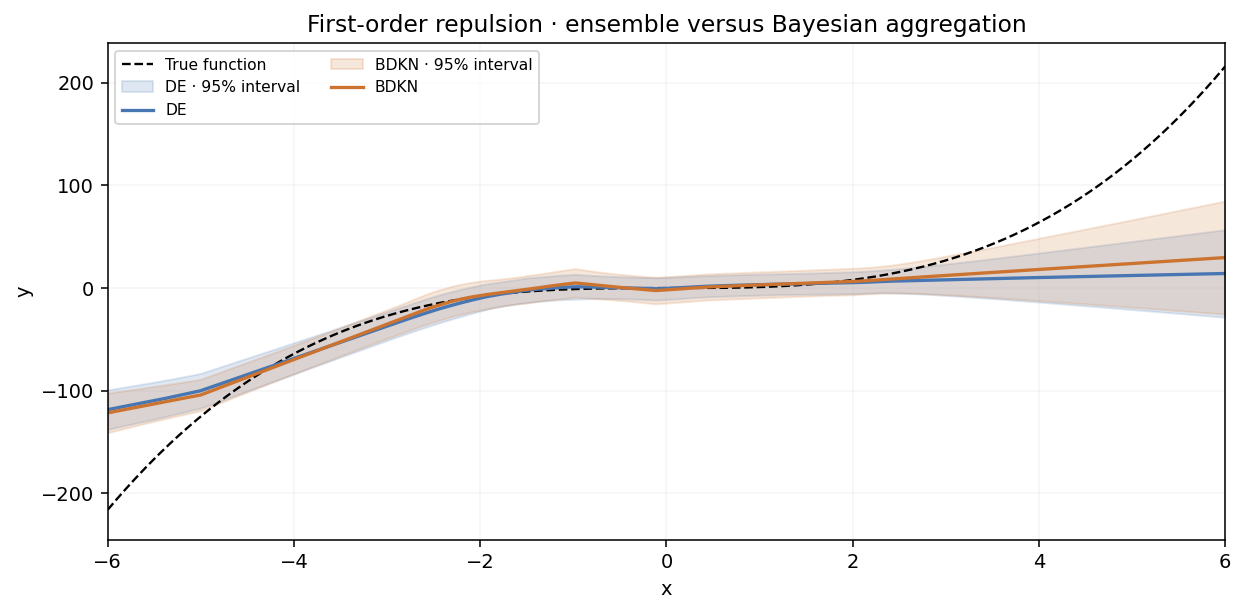 First-order repulsion · ensemble versus Bayesian aggregation
True function
DE · 95% interval
DE
BDKN · 95% interval
BDKN
200
100
0
−100
−200
y
−6
−4
−2
0
2
4
6
x